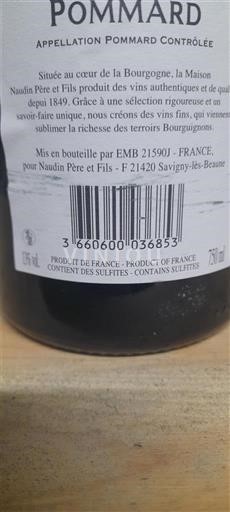 POMMARD
APPELLATION POMMARD CONTRÔLÉE
Située au cœur de la Bourgogne, la Maison
Naudin Père et Fils produit des vins authentiques et de qual
depuis 1849. Grâce à une sélection rigoureuse et un
savoir-faire unique, nous créons des vins fins, qui viennen
sublimer la richesse des terroirs Bourguignons.
Mis en bouteille par EMB 21590J - FRANCE,
pour Naudin Père et Fils - F 21420 Savigny-lès-Beaune
3 660600 036853
13% vol.
750 ml
PRODUIT DE FRANCE - PRODUCT OF FRANCE
CONTIENT DES SULFITES - CONTAINS SULFITES